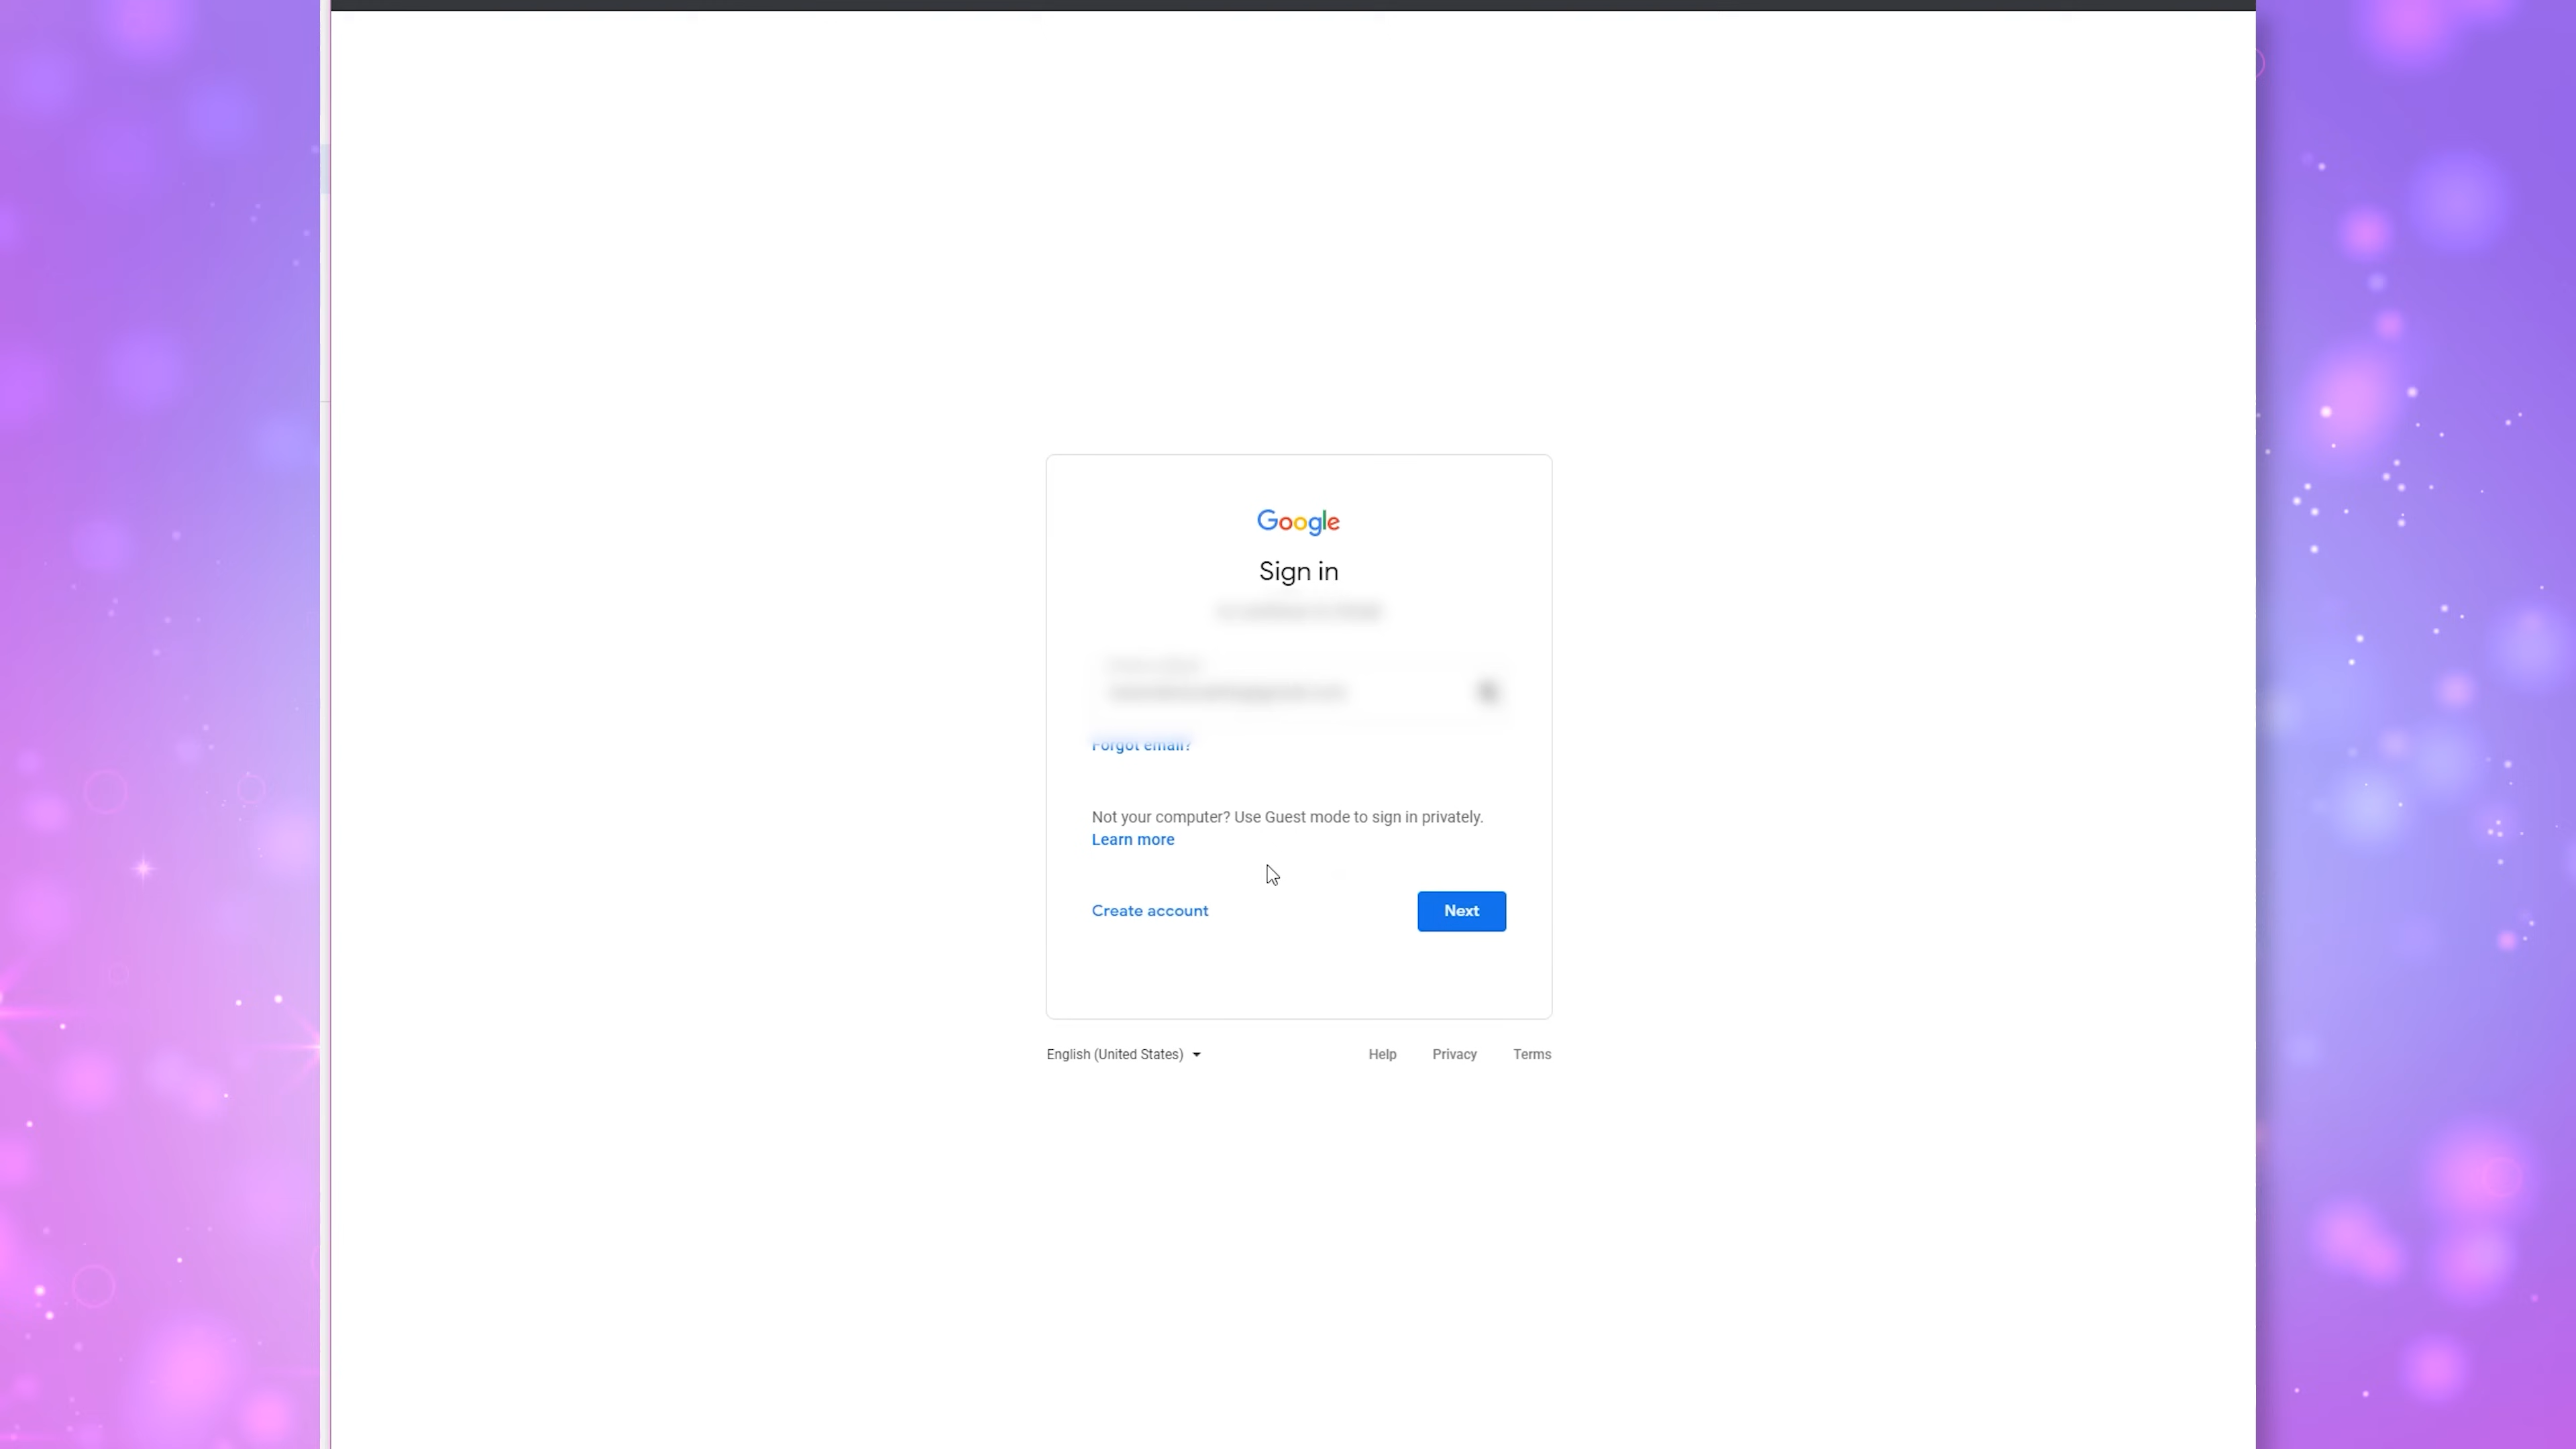 Google
Sign in
Forgot email?
Not your computer? Use Guest mode to sign in privately.
Learn more
Create account
Next
English (United States)
Help
Privacy
Terms